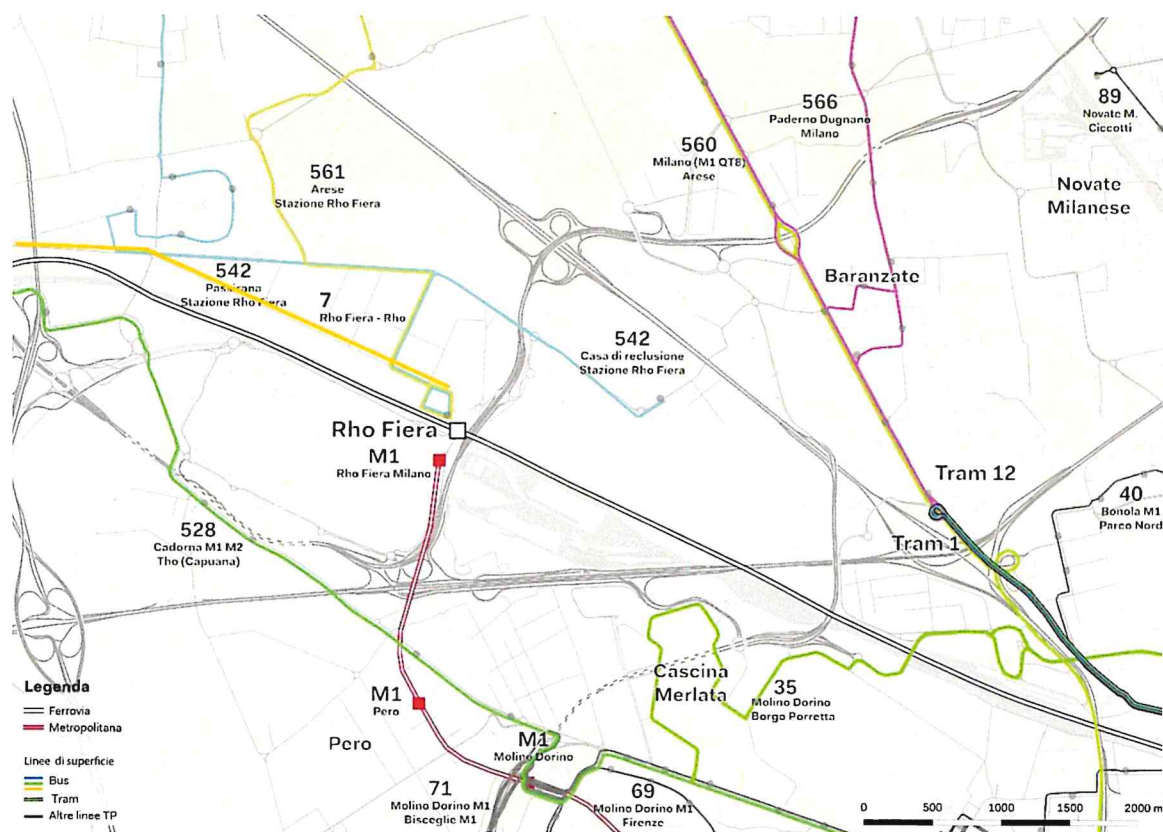 89
Novate M.
Ciccotti
566
Paderno Dugnano
Milano
560
Milano (M1 QT8)
Arese
561
Arese
Stazione Rho Fiera
Novate
Milanese
Baranzate
542
Passirana
Stazione Rho Fiera
7
Rho Fiera - Rho
542
Casa di reclusione
Stazione Rho Fiera
Rho Fiera
M1
Rho Fiera Milano
Tram 12
Tram 1
40
Bonola M1
Parco Nord
528
Cadorna M1 M2
Tho (Capuana)
Cascina
Merlata
35
Molino Dorino
Borgo Porretta
M1
Pero
Pero
M1
Molino Dorino
71
Molino Dorino M1
Bisceglie M1
69
Molino Dorino M1
Firenze
Legenda
Ferrovia
Metropolitana
Linee di superficie
Bus
Tram
Altre linee TP
0 500 1000 1500 2000 m